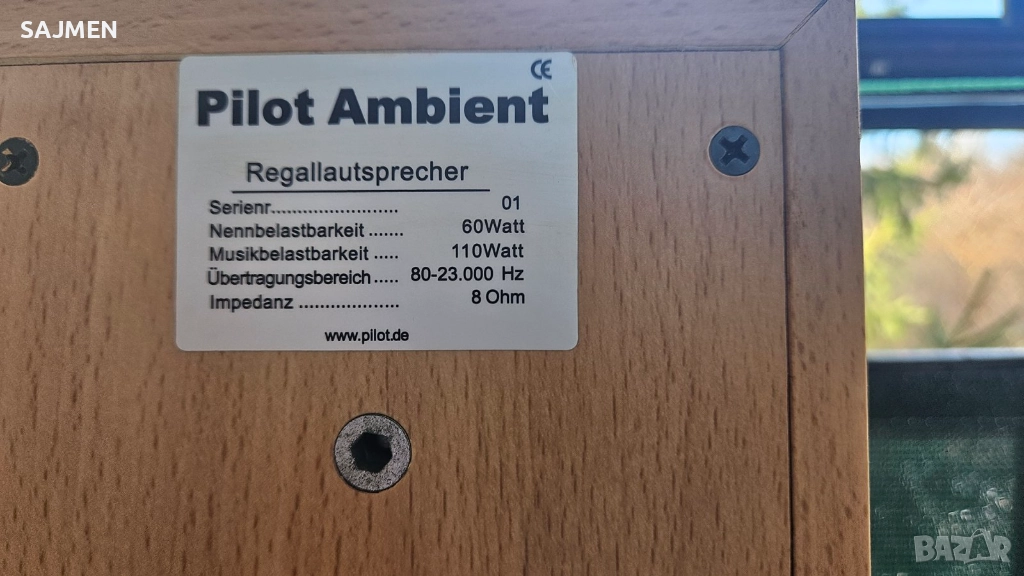 SAJMEN
CE
Pilot Ambient
Regallautsprecher
Serienr........................ 01
Nennbelastbarkeit ....... 60Watt
Musikbelastbarkeit ..... 110Watt
Übertragungsbereich ..... 80-23.000 Hz
Impedanz ................... 8 Ohm
www.pilot.de
BAZAR